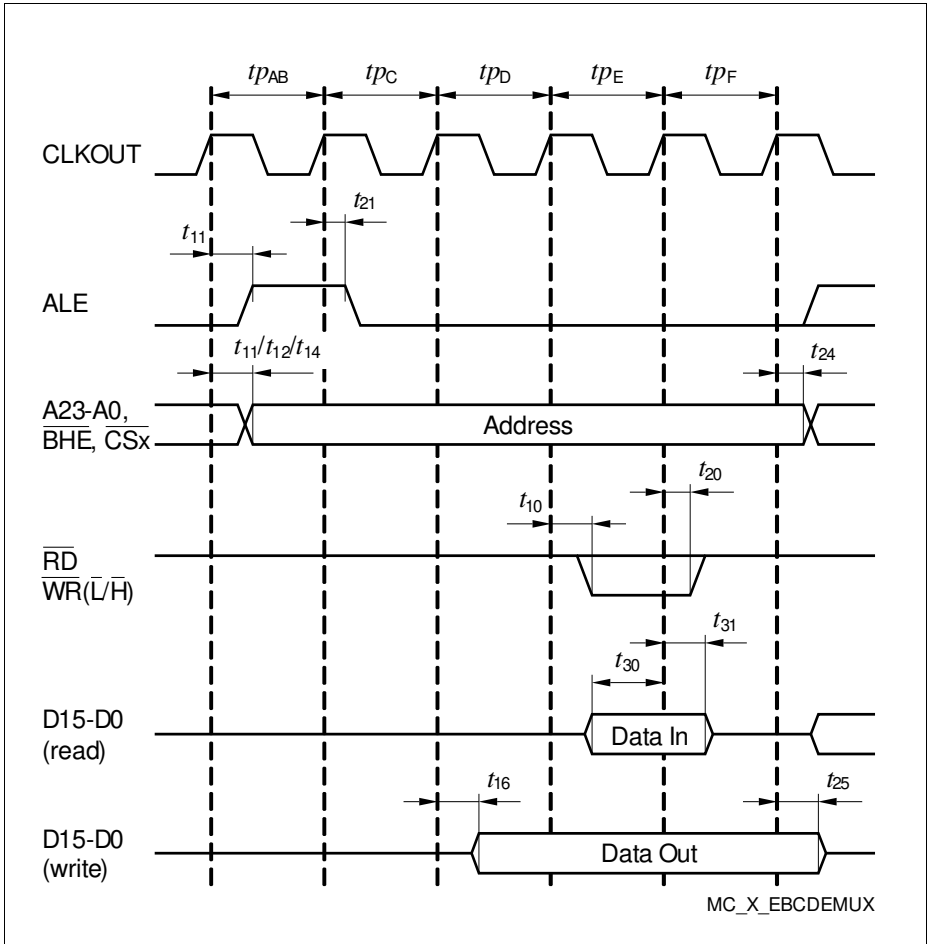 tpAB tpC tpD tpE tpF
CLKOUT
t21
t11
ALE
t11/t12/t14
t24
A23-A0,
BHE, CSx
Address
t20
t10
RD
WR(L/H)
t31
t30
D15-D0
(read)
Data In
t16
t25
D15-D0
(write)
Data Out
MC_X_EBCDEMUX